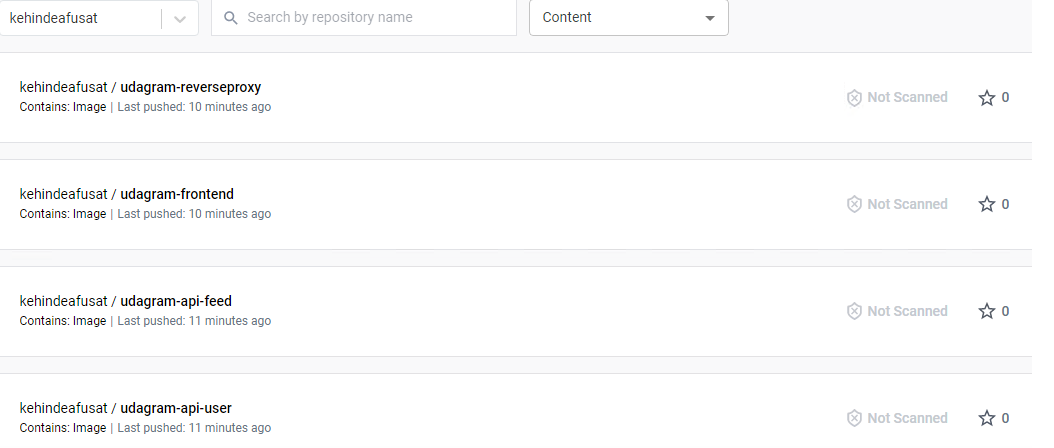 kehindeafusat
Search by repository name
Content
kehindeafusat / udagram-reverseproxy
Contains: Image | Last pushed: 10 minutes ago
Not Scanned
0
kehindeafusat / udagram-frontend
Contains: Image | Last pushed: 10 minutes ago
Not Scanned
0
kehindeafusat / udagram-api-feed
Contains: Image | Last pushed: 11 minutes ago
Not Scanned
0
kehindeafusat / udagram-api-user
Contains: Image | Last pushed: 11 minutes ago
Not Scanned
0